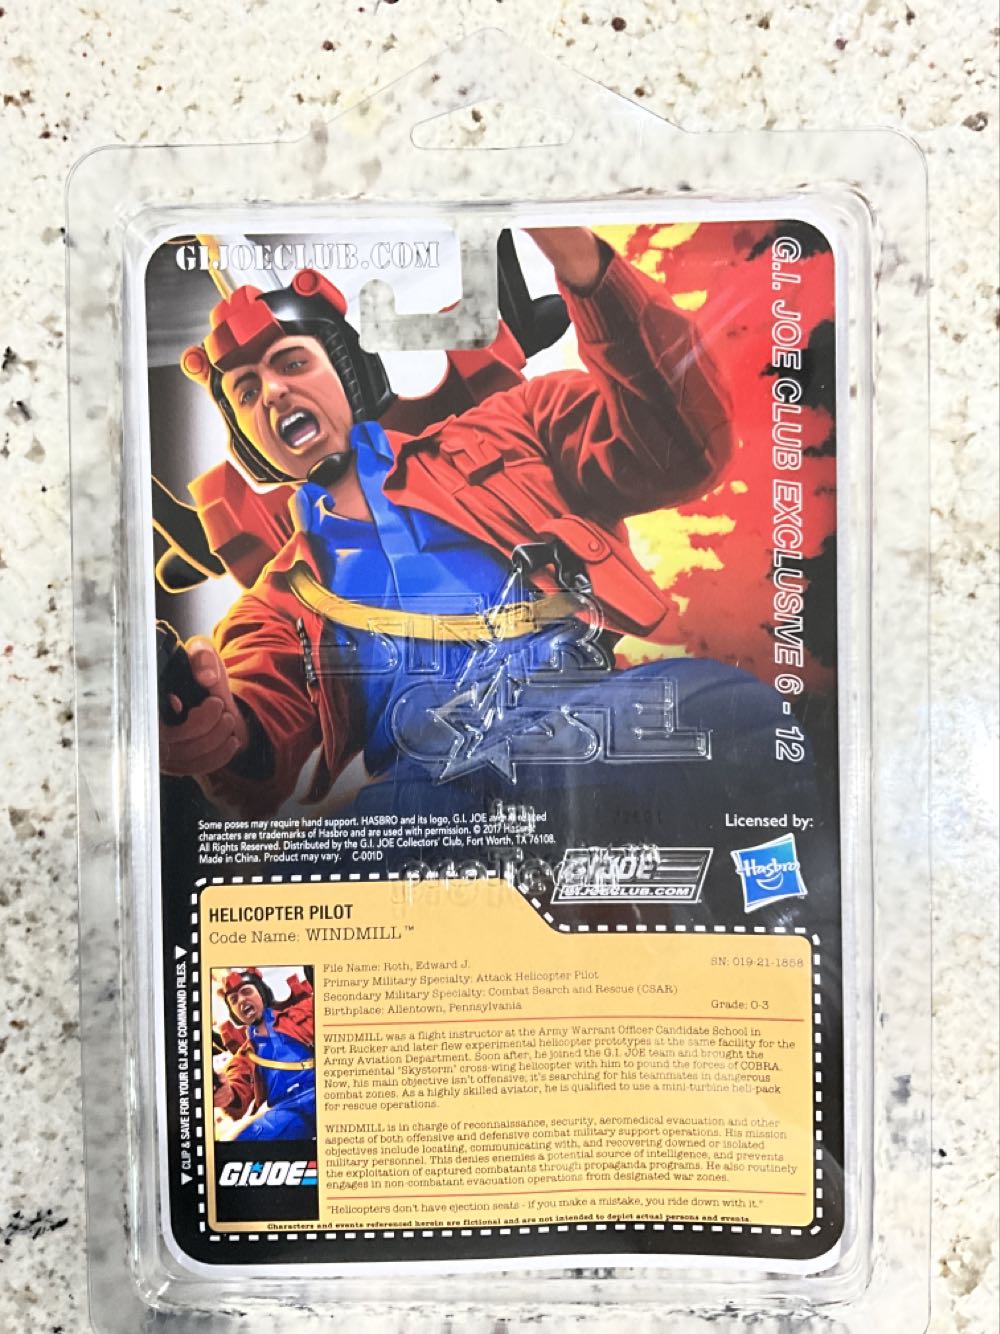 GIJOECLUB.COM
G.I. JOE CLUB EXCLUSIVE 6 - 12
STAR
CASE
Some poses may require hand support. HASBRO and its logo, G.I. JOE and all related
characters are trademarks of Hasbro and are used with permission. © 2017 Hasbro.
All Rights Reserved. Distributed by the G.I. JOE Collectors' Club, Fort Worth, TX 76108.
Made in China. Product may vary. C-001D
Licensed by:
Hasbro
G.I. JOE
GIJOECLUB.COM
HELICOPTER PILOT
Code Name: WINDMILL™
CLIP & SAVE FOR YOUR G.I. JOE COMMAND FILES.
File Name: Roth, Edward J.
SN: 019-21-1858
Primary Military Specialty: Attack Helicopter Pilot
Secondary Military Specialty: Combat Search and Rescue (CSAR)
Birthplace: Allentown, Pennsylvania
Grade: O-3
WINDMILL was a flight instructor at the Army Warrant Officer Candidate School in
Fort Rucker and later flew experimental helicopter prototypes at the same facility for the
Army Aviation Department. Soon after, he joined the G.I. JOE team and brought the
experimental "Skystorm" cross-wing helicopter with him to pound the forces of COBRA.
Now, his main objective isn't offensive, it's searching for his teammates in dangerous
combat zones. As a highly skilled aviator, he is qualified to use a mini-turbine heli-pack
for rescue operations.
WINDMILL is in charge of reconnaissance, security, aeromedical evacuation and other
aspects of both offensive and defensive combat military support operations. His mission
objectives include locating, communicating with, and recovering downed or isolated
military personnel. This denies enemies a potential source of intelligence, and prevents
the exploitation of captured combatants through propaganda programs. He also routinely
engages in non-combatant evacuation operations from designated war zones.
"Helicopters don't have ejection seats - if you make a mistake, you ride down with it."
G.I. JOE
Characters and events referenced herein are fictional and are not intended to depict actual persons and events.